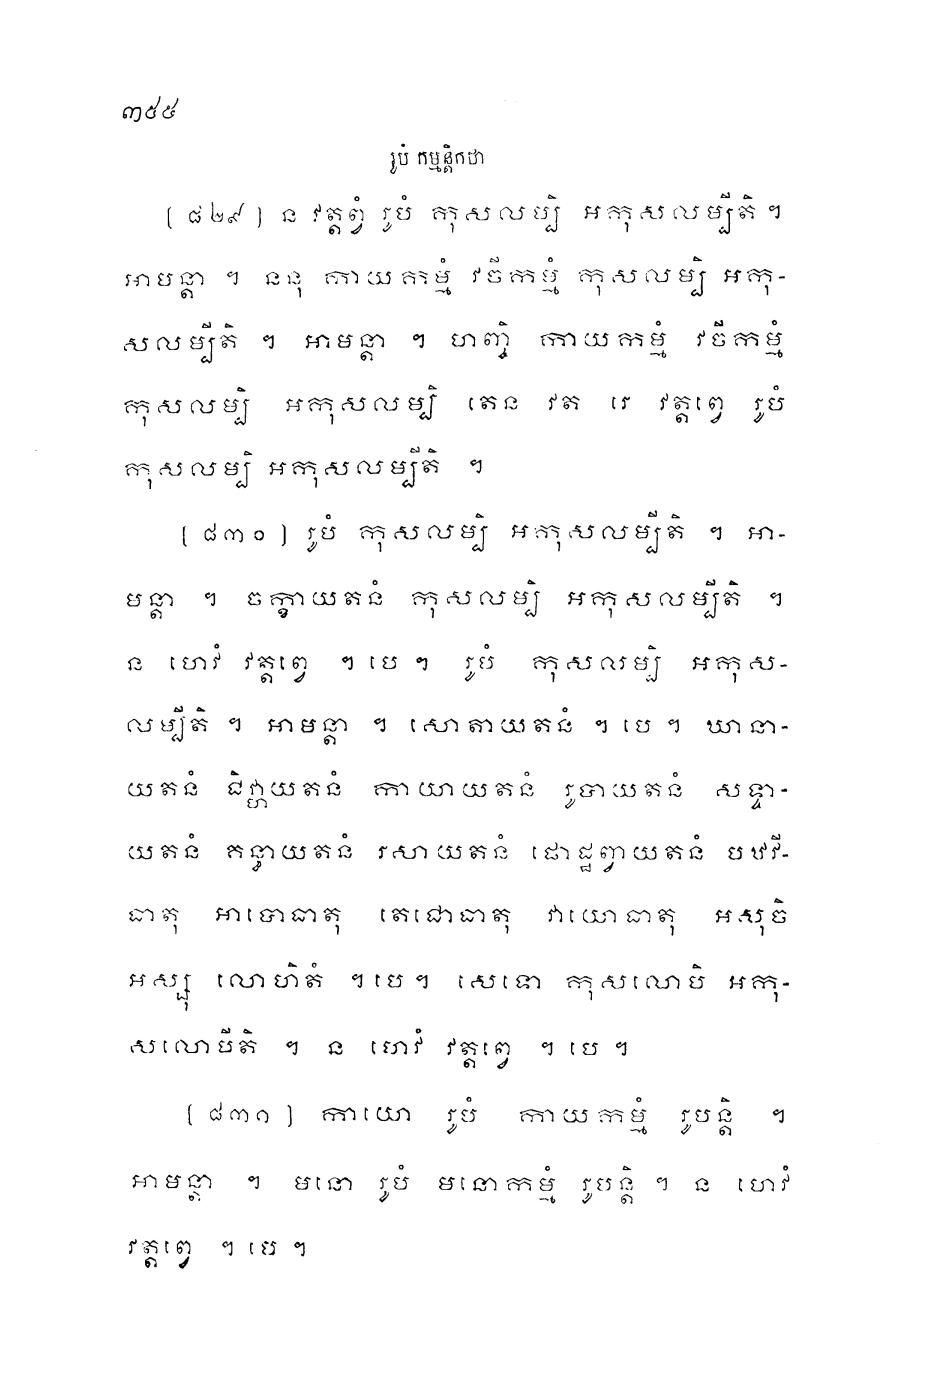 ៣៥៥
រូបំ កម្មន្តិកថា
[ ៨២៩ ] ន វត្តព្វំ រូបំ កុសលម្បិ អកុសលម្បីតិ ។
អាមន្តា ។ ននុ កាយកម្មំ វចីកម្មំ កុសលម្បិ អកុ-
សលម្បីតិ ។ អាមន្តា ។ ហញ្ចិ កាយកម្មំ វចីកម្មំ
កុសលម្បិ អកុសលម្បិ តេន វត រេ វត្តព្វេ រូបំ
កុសលម្បិ អកុសលម្បីតិ ។
[ ៨៣០ ] រូបំ កុសលម្បិ អកុសលម្បីតិ ។ អា-
មន្តា ។ ចក្ខាយតនំ កុសលម្បិ អកុសលម្បីតិ ។
ន ហេវំ វត្តព្វេ ។ បេ ។ រូបំ កុសលម្បិ អកុស-
លម្បីតិ ។ អាមន្តា ។ សោតាយតនំ ។ បេ ។ ឃានា-
យតនំ ជិវ្ហាយតនំ កាយាយតនំ រូបាយតនំ សទ្ទា-
យតនំ គន្ធាយតនំ រសាយតនំ ផោដ្ឋព្វាយតនំ បឋវី-
ធាតុ អាបោធាតុ តេជោធាតុ វាយោធាតុ អសុចិ
អស្សុ លោហិតំ ។ បេ ។ សេទោ កុសលោបិ អកុ-
សលោបីតិ ។ ន ហេវំ វត្តព្វេ ។ បេ ។
[ ៨៣១ ] កាយោ រូបំ កាយកម្មំ រូបន្តិ ។
អាមន្តា ។ មនោ រូបំ មនោកម្មំ រូបន្តិ ។ ន ហេវំ
វត្តព្វេ ។ បេ ។